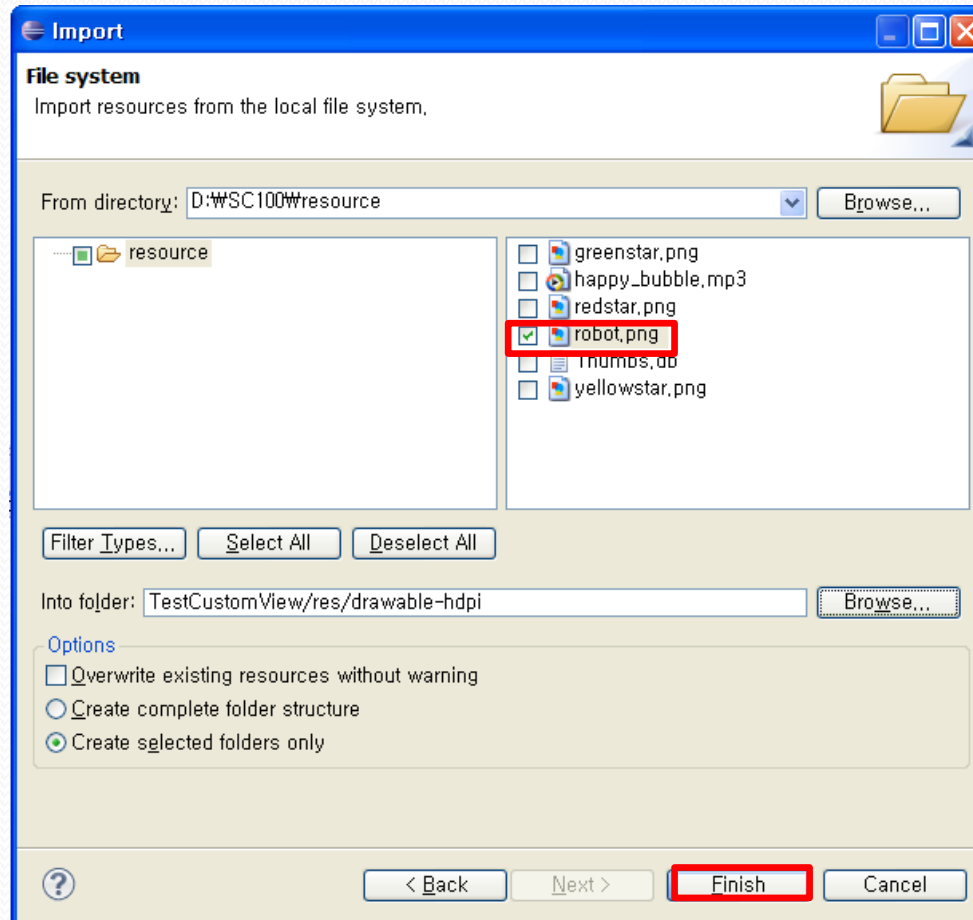 Import
File system
Import resources from the local file system,
From directory: D:₩SC100₩resource Browse,,,
resource
greenstar,png
happy_bubble,mp3
redstar,png
robot,png
Thumbs,db
yellowstar,png
Filter Types,,, Select All Deselect All
Into folder: TestCustomView/res/drawable-hdpi Browse,,,
Options
Overwrite existing resources without warning
Create complete folder structure
Create selected folders only
? < Back Next > Finish Cancel